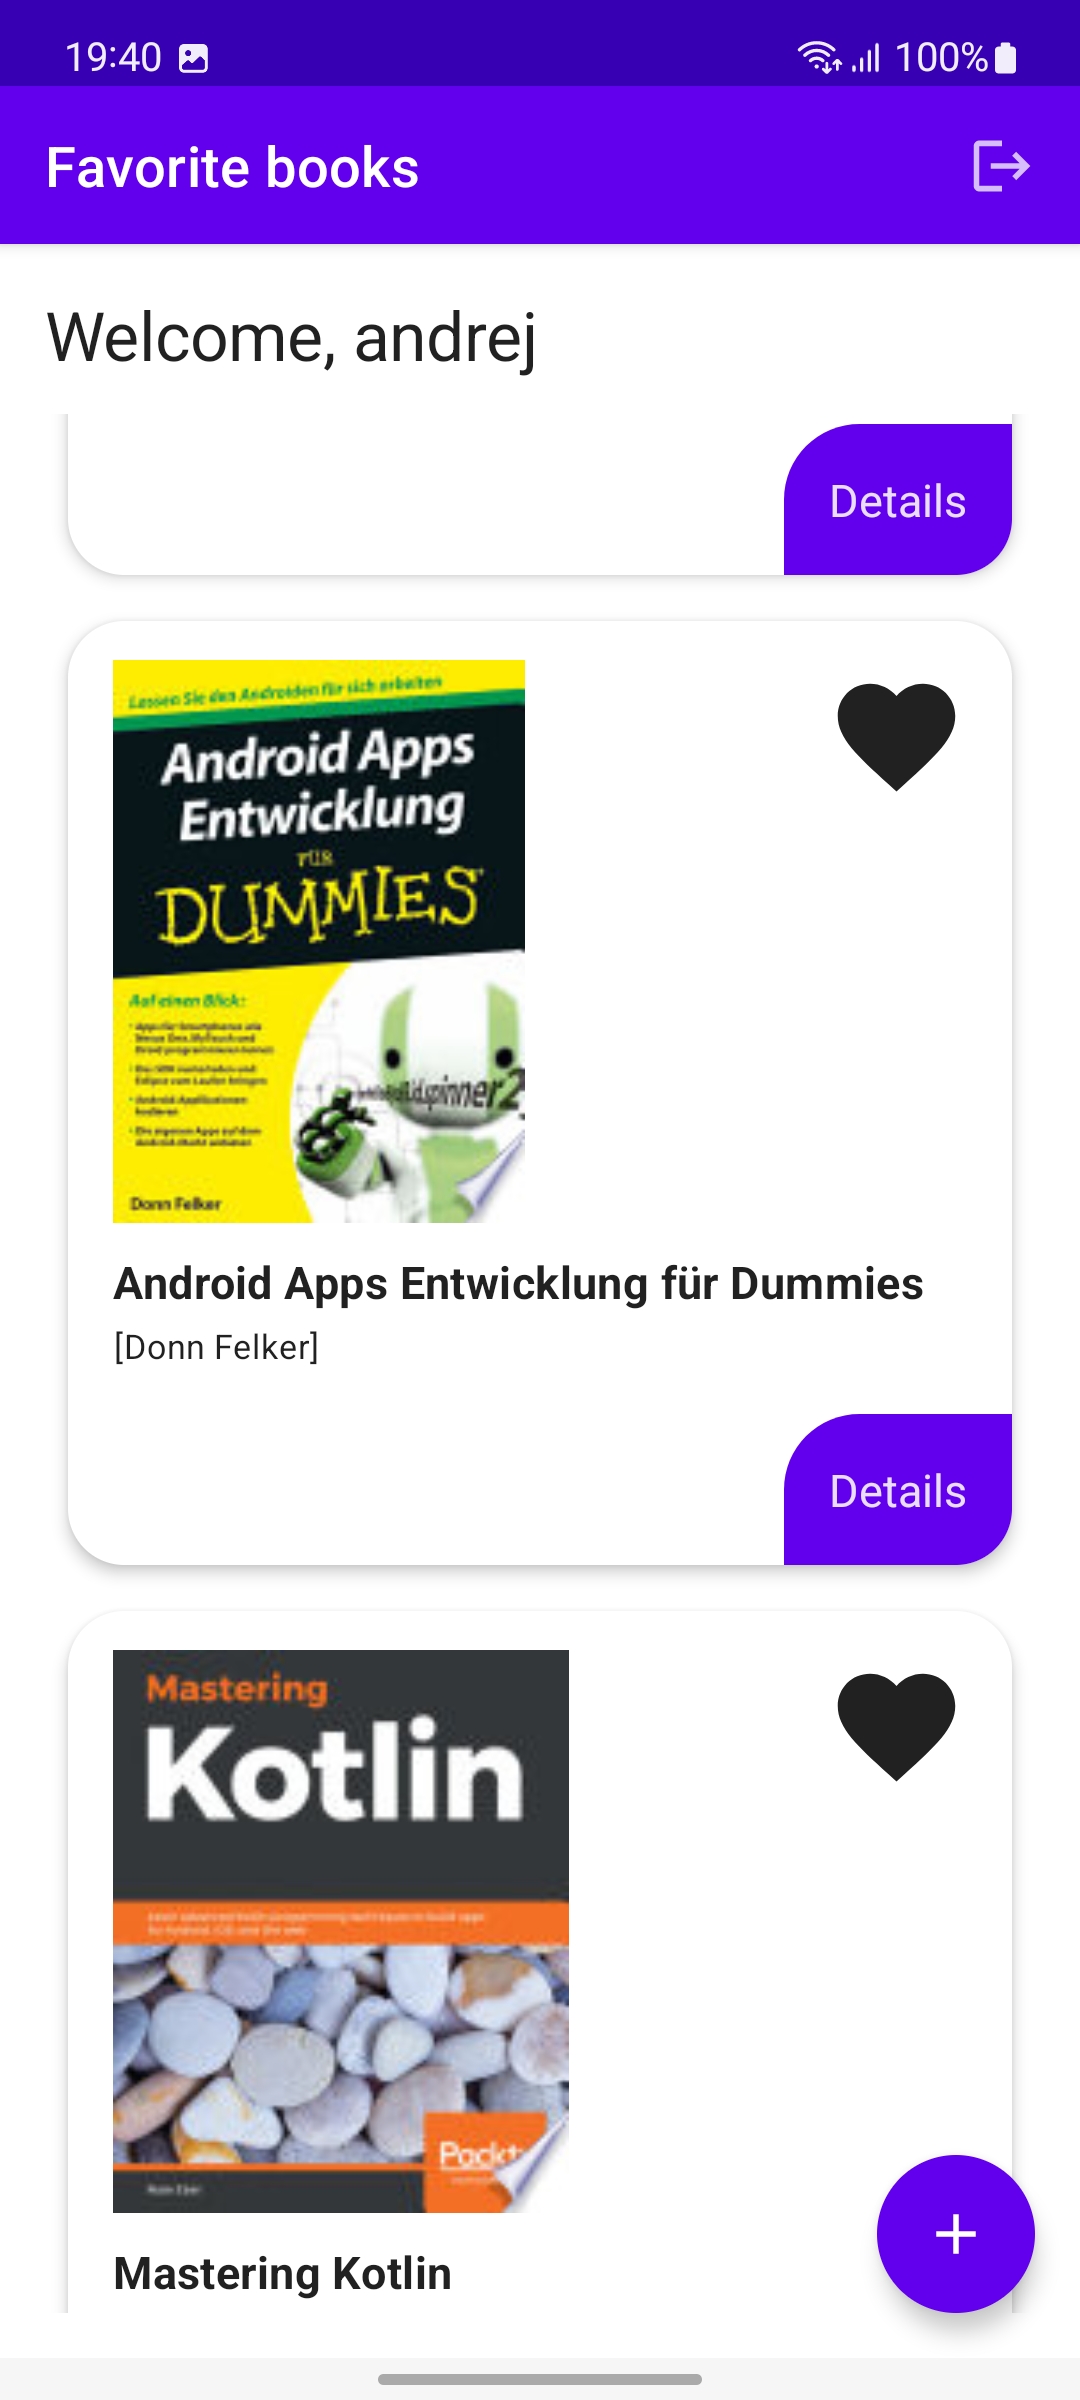 19:40
100%
Favorite books
Welcome, andrej
Details
Lassen Sie den Androiden für sich arbeiten
Android Apps
Entwicklung
FÜR
DUMMIES
Auf einen Blick:
Donn Felker
Android Apps Entwicklung für Dummies
[Donn Felker]
Details
Mastering
Kotlin
Packt
Mastering Kotlin